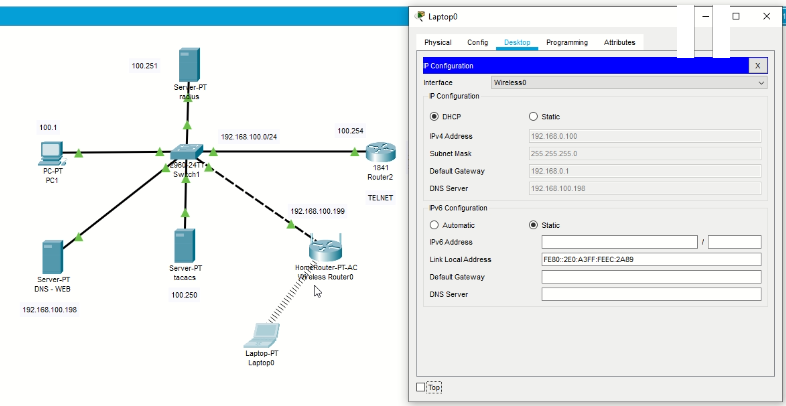 100.251
Server-PT
radius
100.1
PC-PT
PC1
192.168.100.0/24
2960-24TT
Switch1
100.254
1841
Router2
TELNET
192.168.100.199
HomeRouter-PT-AC
Wireless Router0
Server-PT
DNS - WEB
192.168.100.198
Server-PT
tacacs
100.250
Laptop-PT
Laptop0
Laptop0
Physical Config Desktop Programming Attributes
IP Configuration X
Interface Wireless0
IP Configuration
DHCP Static
IPv4 Address 192.168.0.100
Subnet Mask 255.255.255.0
Default Gateway 192.168.0.1
DNS Server 192.168.100.198
IPv6 Configuration
Automatic Static
IPv6 Address /
Link Local Address FE80::2E0:A3FF:FEEC:2A89
Default Gateway
DNS Server
Top